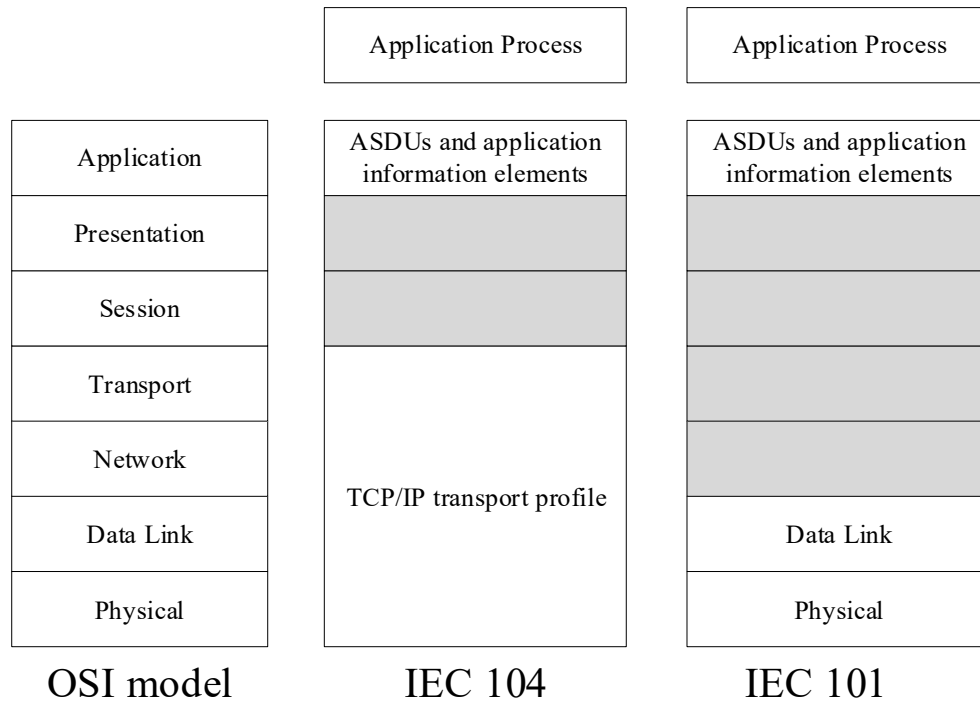 Application Process
Application Process
Application
ASDUs and application
information elements
ASDUs and application
information elements
Presentation
Session
Transport
Network
TCP/IP transport profile
Data Link
Data Link
Physical
Physical
OSI model
IEC 104
IEC 101